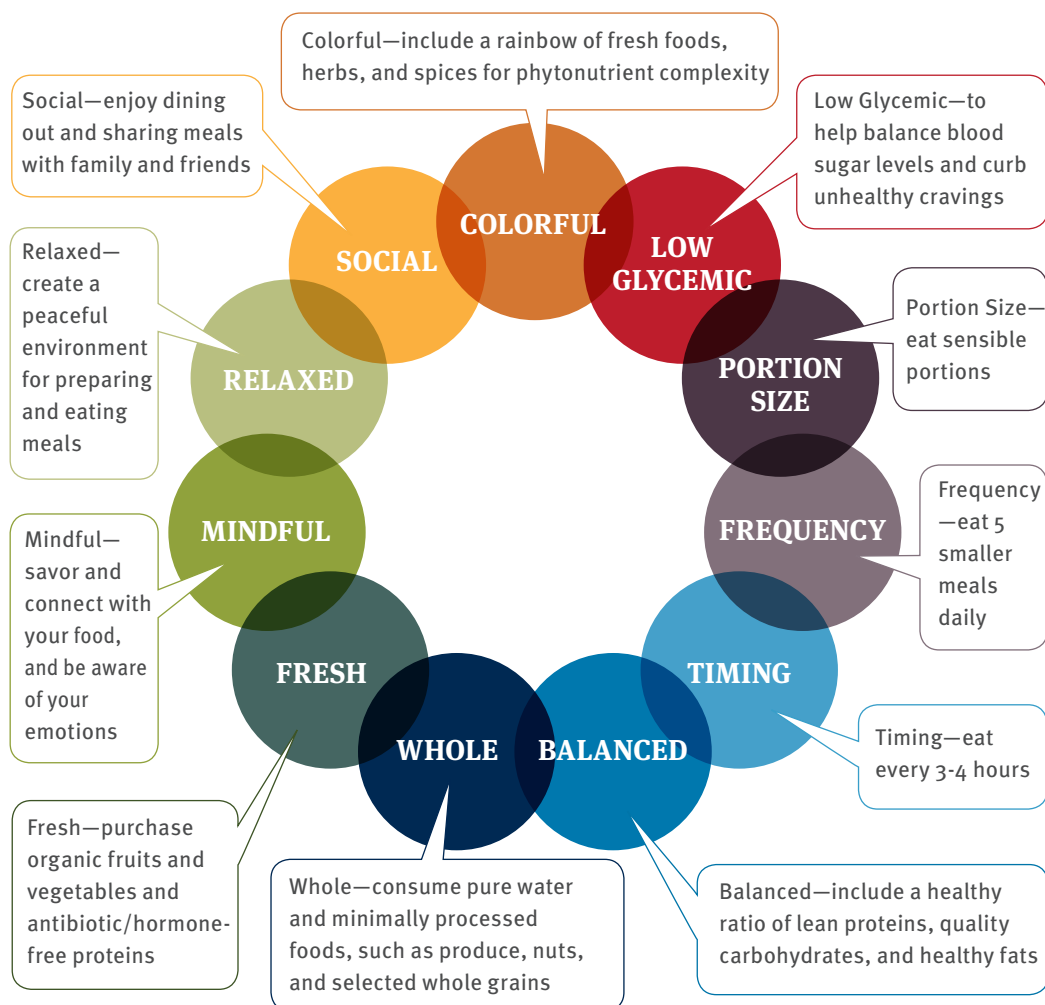 Colorful—include a rainbow of fresh foods,
herbs, and spices for phytonutrient complexity
Social—enjoy dining
out and sharing meals
with family and friends
Low Glycemic—to
help balance blood
sugar levels and curb
unhealthy cravings
COLORFUL
SOCIAL
LOW
GLYCEMIC
Relaxed—
create a
peaceful
environment
for preparing
and eating
meals
RELAXED
PORTION
SIZE
Portion Size—
eat sensible
portions
MINDFUL
FREQUENCY
Frequency
—eat 5
smaller
meals
daily
Mindful—
savor and
connect with
your food,
and be aware
of your
emotions
FRESH
TIMING
WHOLE
BALANCED
Timing—eat
every 3-4 hours
Fresh—purchase
organic fruits and
vegetables and
antibiotic/hormone-
free proteins
Whole—consume pure water
and minimally processed
foods, such as produce, nuts,
and selected whole grains
Balanced—include a healthy
ratio of lean proteins, quality
carbohydrates, and healthy fats